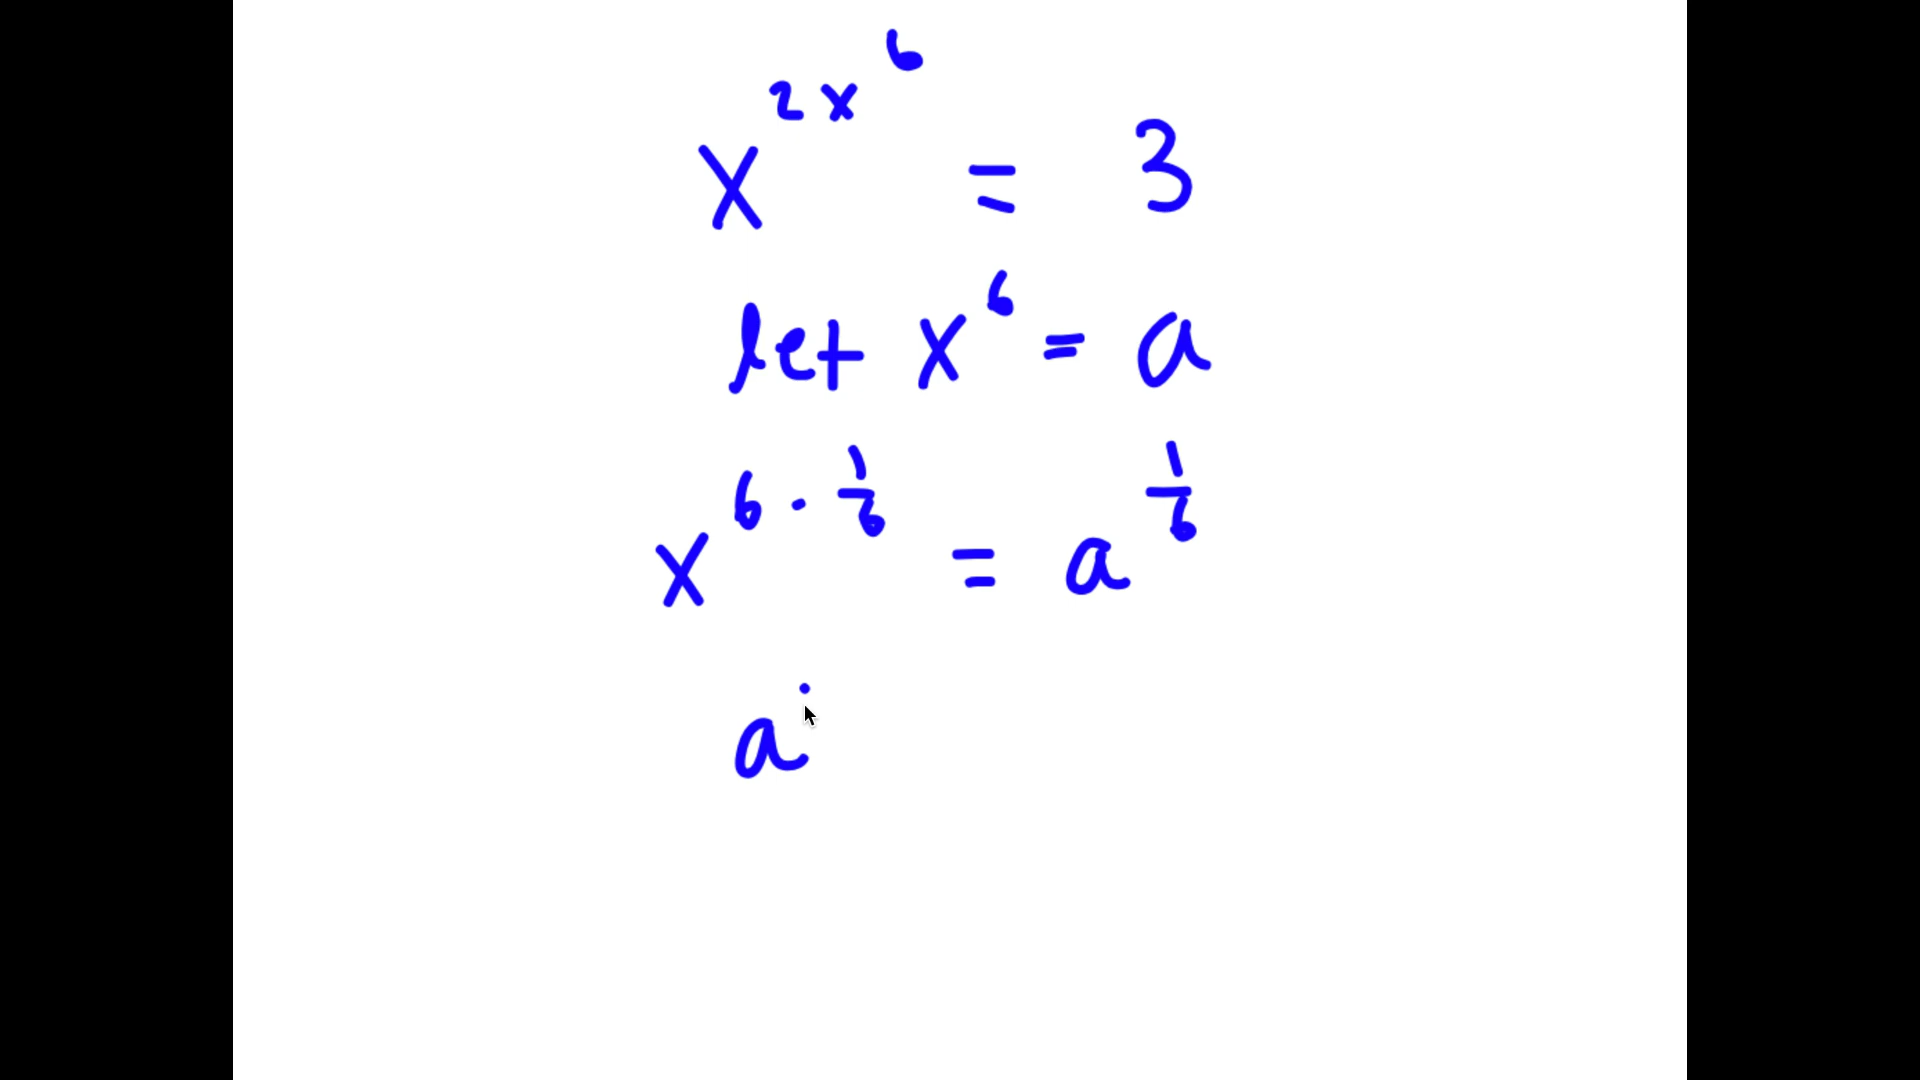 x^{2x^6} = 3
let x^6 = a
x^{6 · 1/6} = a^{1/6}
a^.